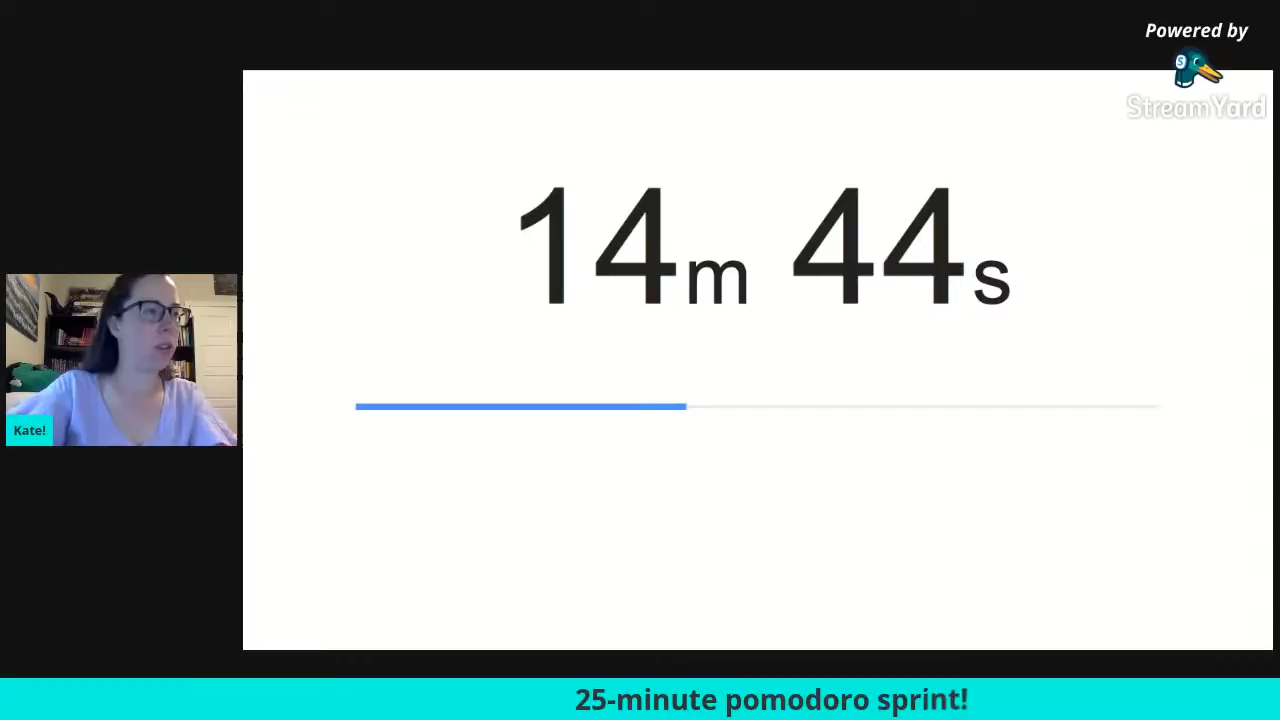 Powered by
StreamYard
14m 44s
Kate!
25-minute pomodoro sprint!